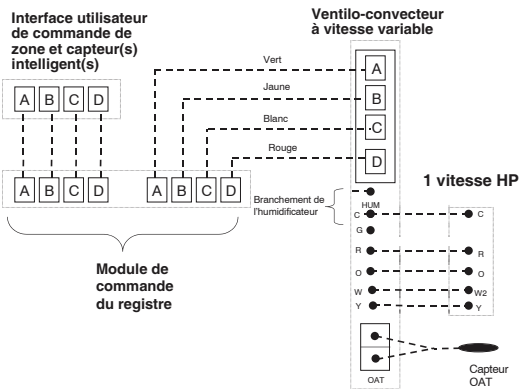 Interface utilisateur
de commande de
zone et capteur(s)
intelligent(s)
Ventilo-convecteur
à vitesse variable
A B C D
Vert
Jaune
Blanc
Rouge
A
B
C
D
A B C D
A B C D
Module de
commande
du registre
Branchement de
l'humidificateur
1 vitesse HP
HUM
C
G
R
O
W
Y
C
R
O
W2
Y
OAT
Capteur
OAT